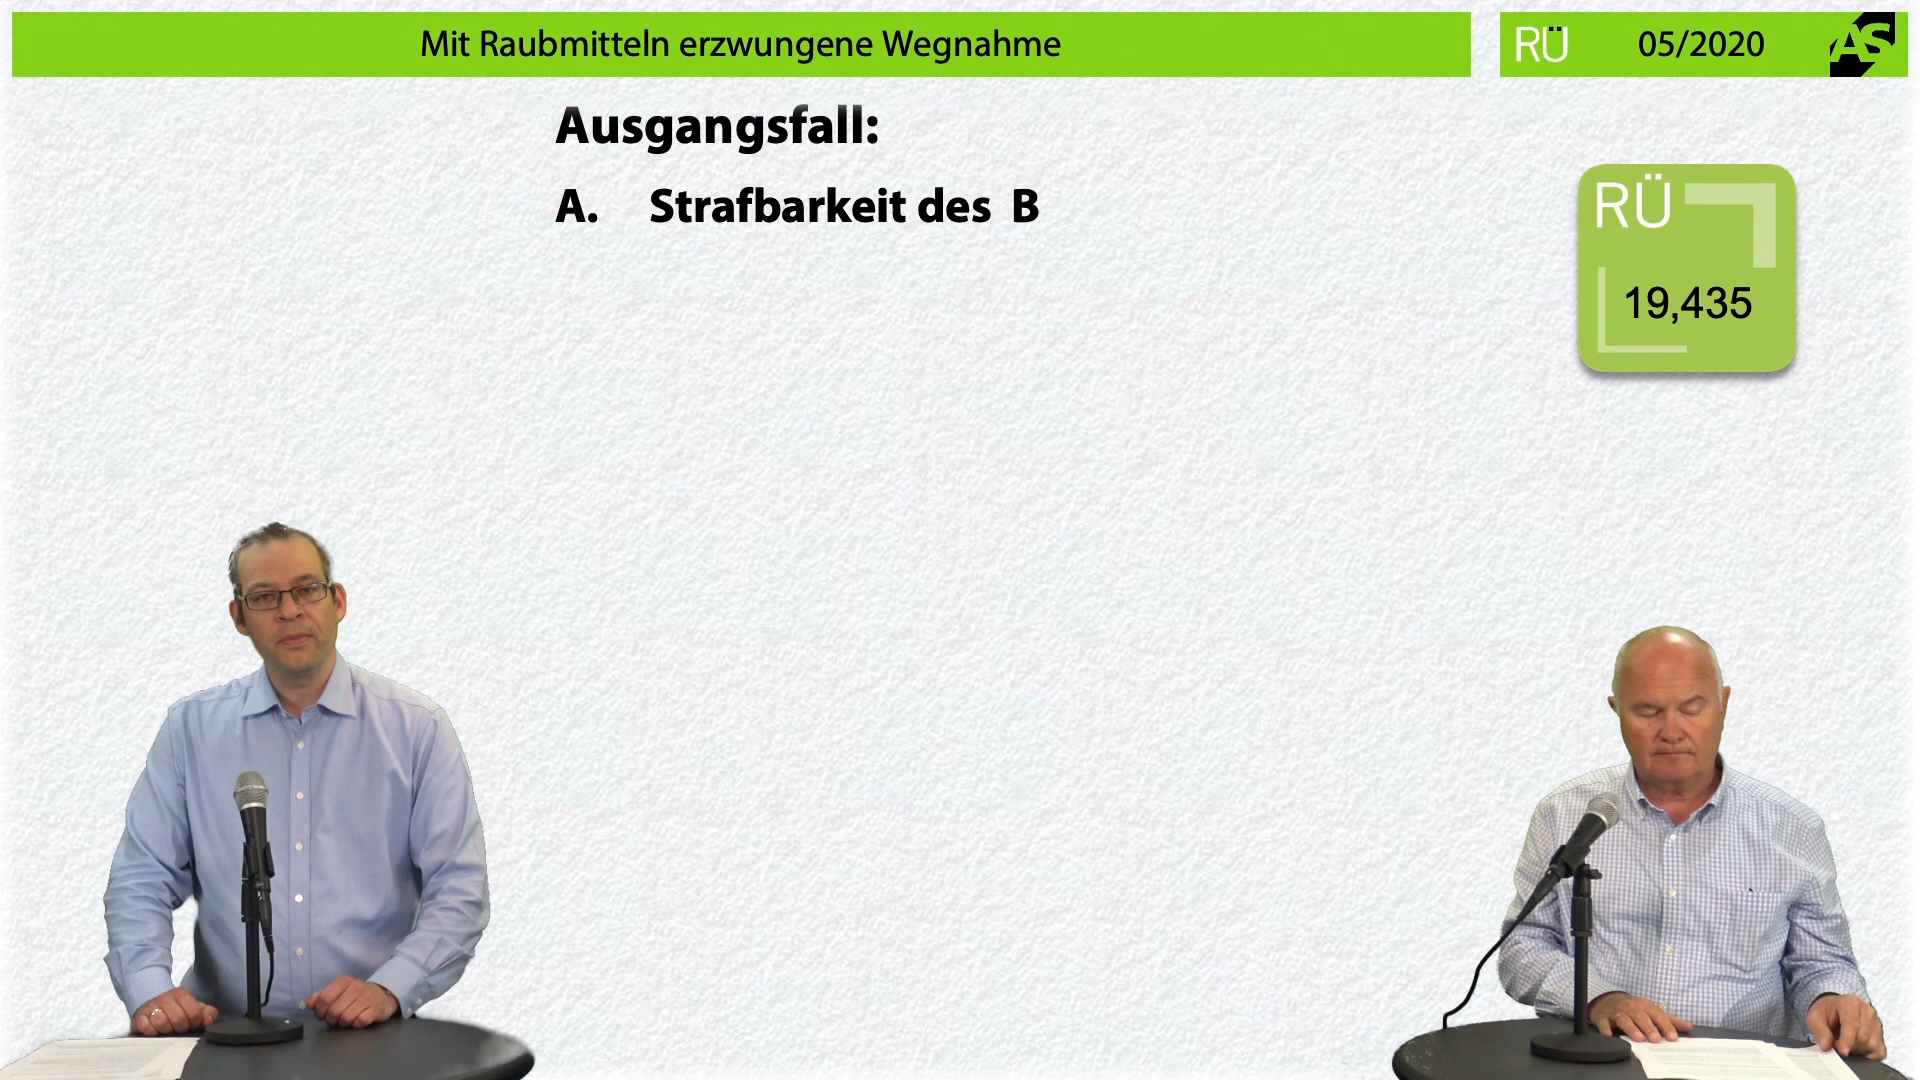 Mit Raubmitteln erzwungene Wegnahme
RÜ 05/2020 AS
Ausgangsfall:
A. Strafbarkeit des B
RÜ
19,435